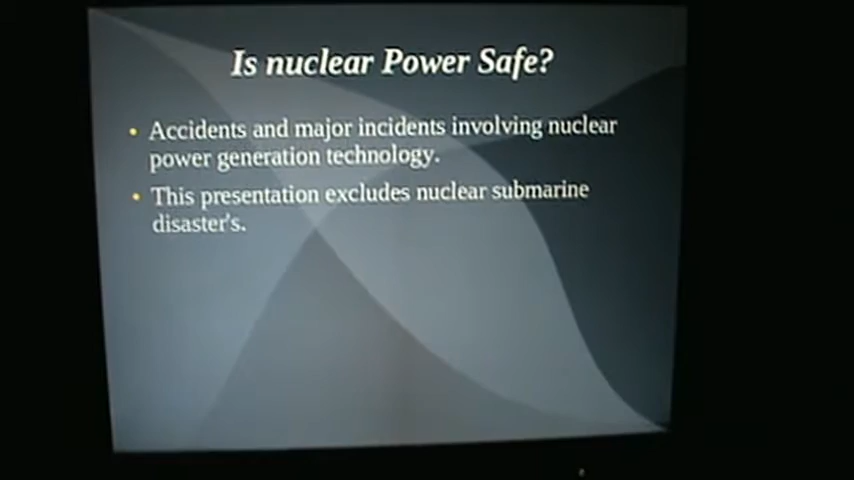 Is nuclear Power Safe?
• Accidents and major incidents involving nuclear
power generation technology.
• This presentation excludes nuclear submarine
disaster's.